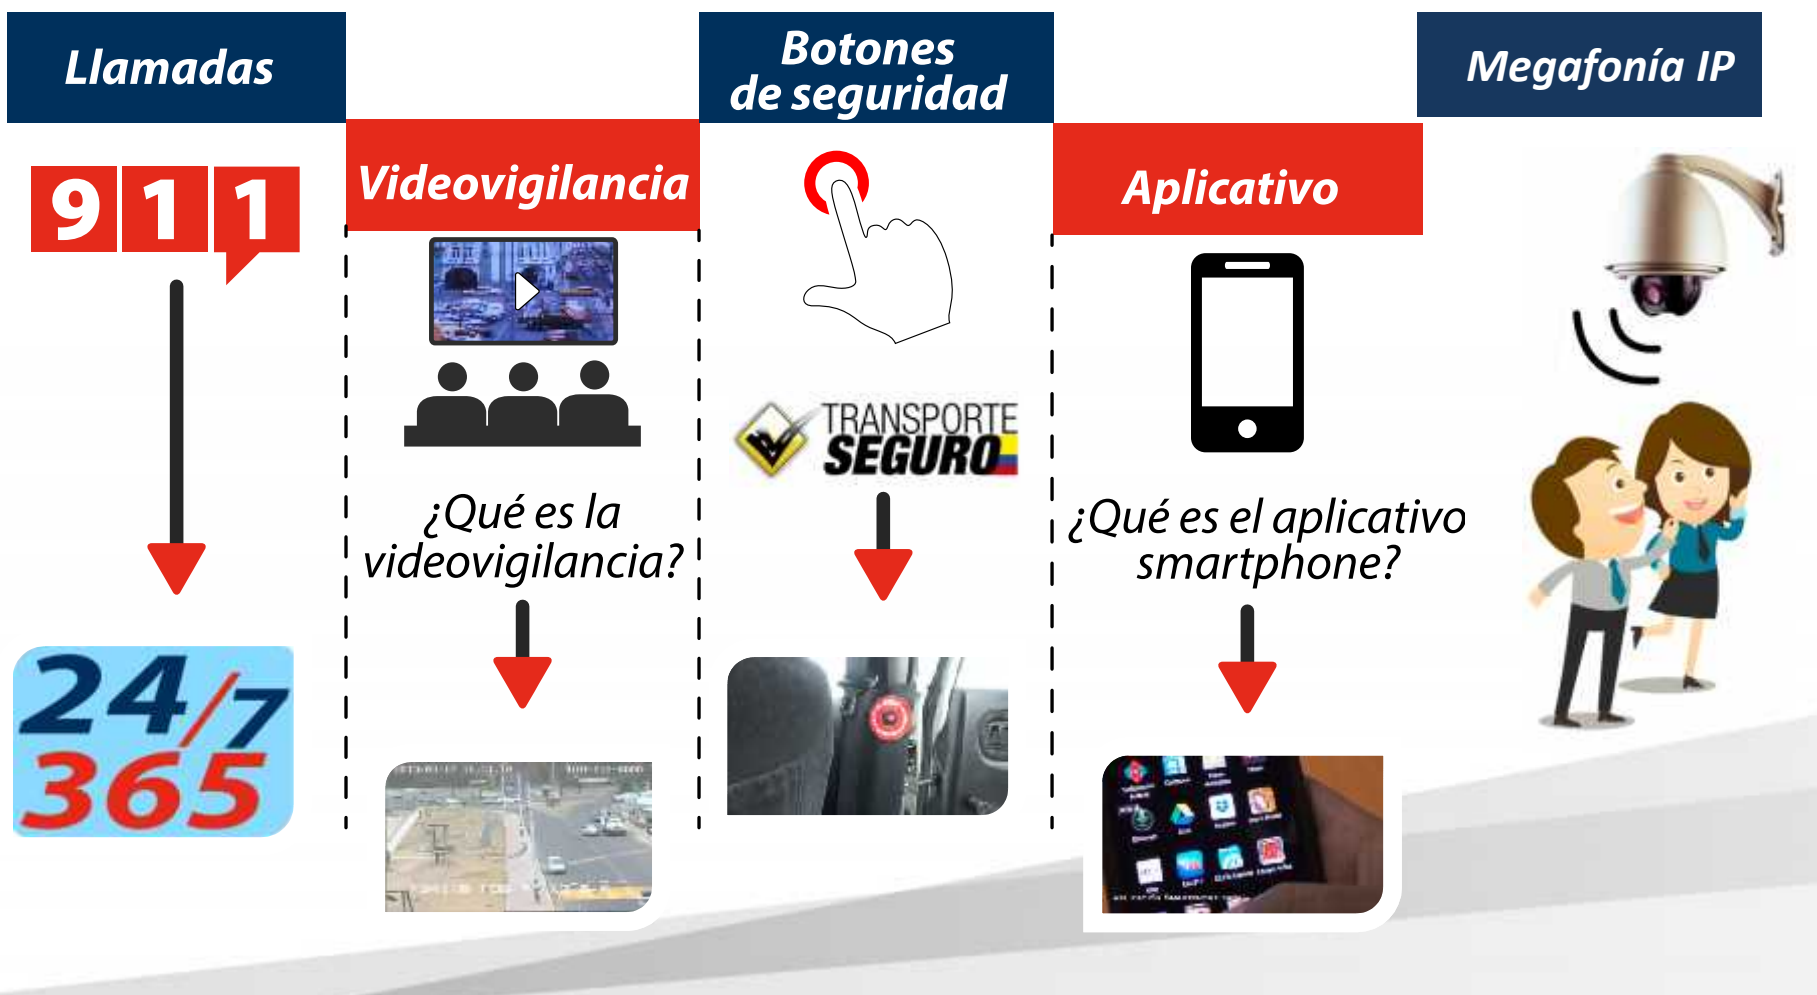 Llamadas
911
24/7
365
Videovigilancia
¿Qué es la
videovigilancia?
Botones
de seguridad
TRANSPORTE
SEGURO
Aplicativo
¿Qué es el aplicativo
smartphone?
Megafonía IP